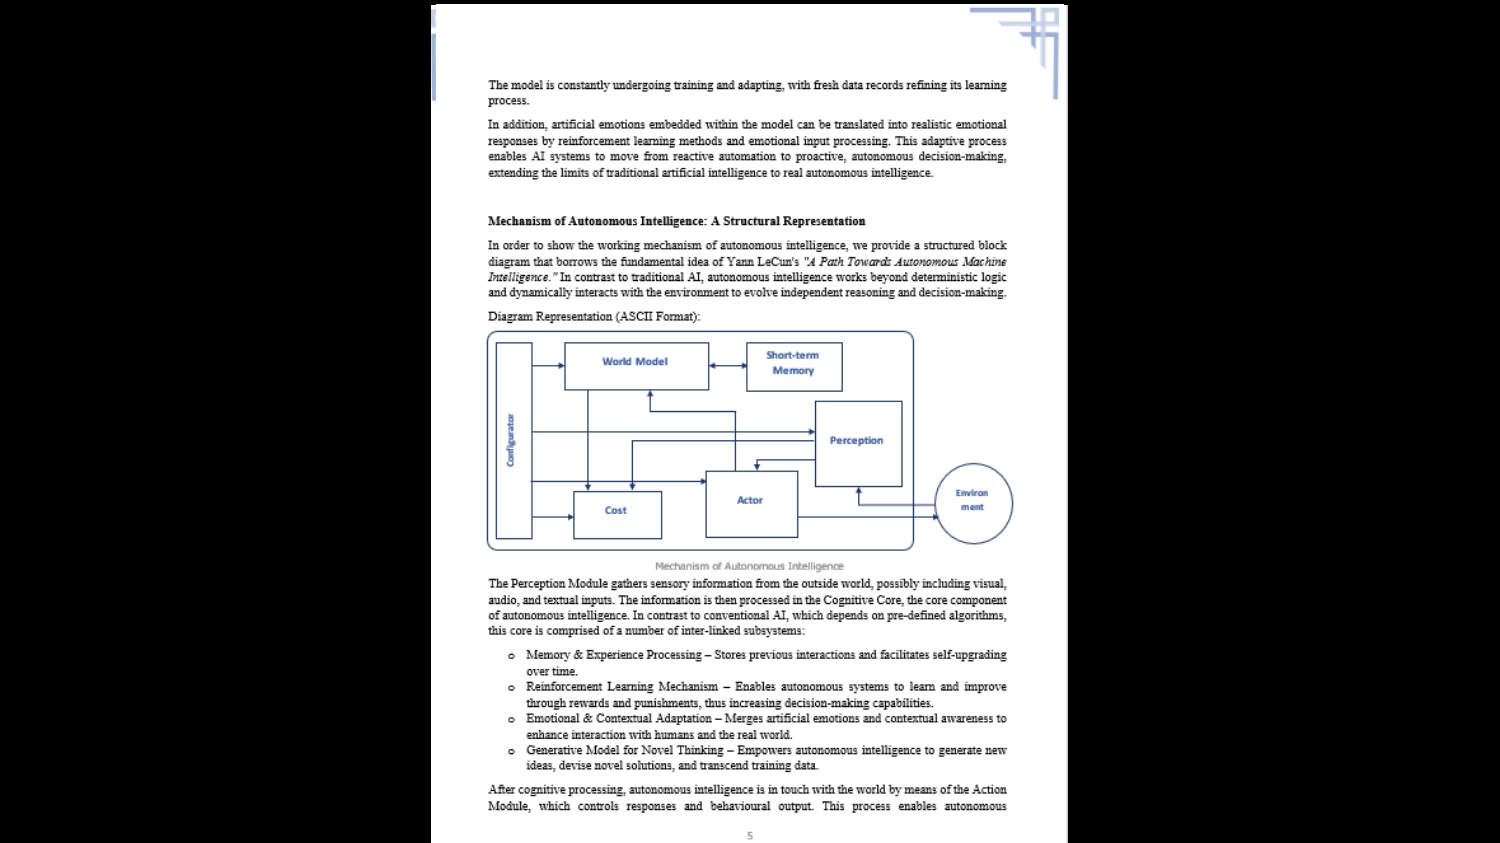 The model is constantly undergoing training and adapting, with fresh data records refining its learning
process.
In addition, artificial emotions embedded within the model can be translated into realistic emotional
responses by reinforcement learning methods and emotional input processing. This adaptive process
enables AI systems to move from reactive automation to proactive, autonomous decision-making,
extending the limits of traditional artificial intelligence to real autonomous intelligence.
Mechanism of Autonomous Intelligence: A Structural Representation
In order to show the working mechanism of autonomous intelligence, we provide a structured block
diagram that borrows the fundamental idea of Yann LeCun's "A Path Towards Autonomous Machine
Intelligence." In contrast to traditional AI, autonomous intelligence works beyond deterministic logic
and dynamically interacts with the environment to evolve independent reasoning and decision-making.
Diagram Representation (ASCII Format):
World Model
Short-term
Memory
Configurator
Perception
Environ
ment
Actor
Cost
Mechanism of Autonomous Intelligence
The Perception Module gathers sensory information from the outside world, possibly including visual,
audio, and textual inputs. The information is then processed in the Cognitive Core, the core component
of autonomous intelligence. In contrast to conventional AI, which depends on pre-defined algorithms,
this core is comprised of a number of inter-linked subsystems:
o Memory & Experience Processing – Stores previous interactions and facilitates self-upgrading
over time.
o Reinforcement Learning Mechanism – Enables autonomous systems to learn and improve
through rewards and punishments, thus increasing decision-making capabilities.
o Emotional & Contextual Adaptation – Merges artificial emotions and contextual awareness to
enhance interaction with humans and the real world.
o Generative Model for Novel Thinking – Empowers autonomous intelligence to generate new
ideas, devise novel solutions, and transcend training data.
After cognitive processing, autonomous intelligence is in touch with the world by means of the Action
Module, which controls responses and behavioural output. This process enables autonomous
5